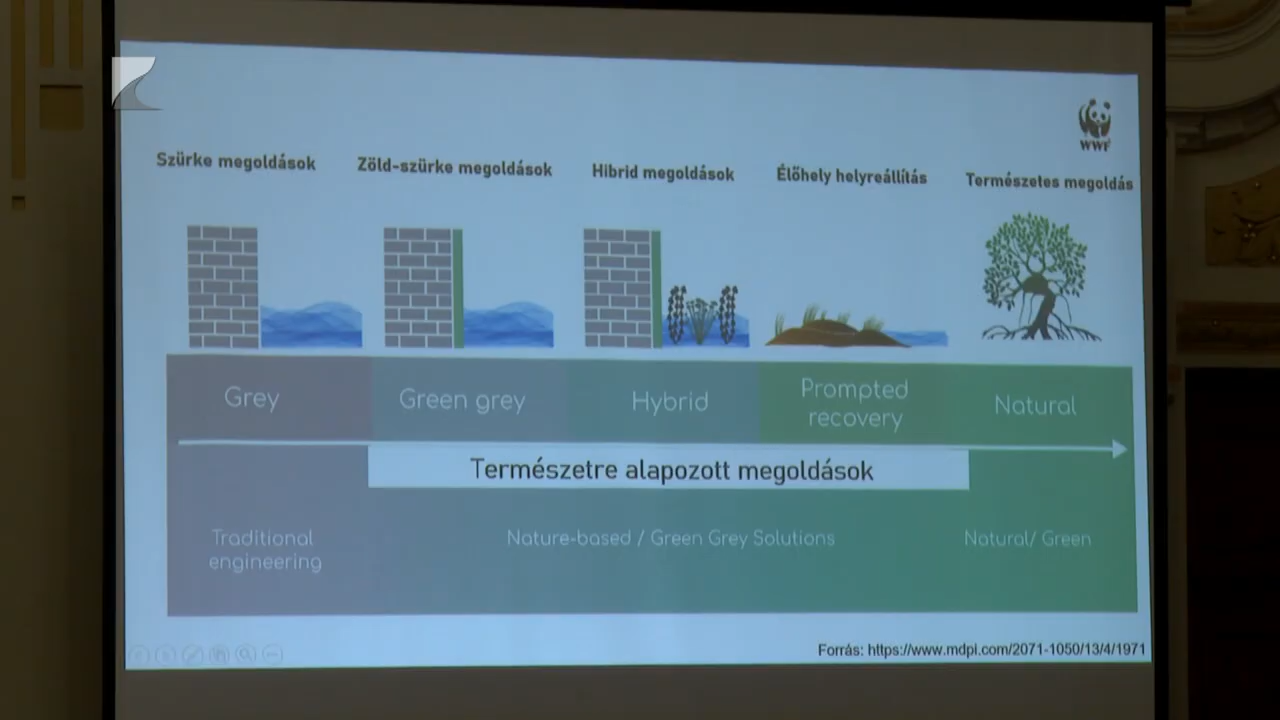 WWF
Szürke megoldások
Zöld-szürke megoldások
Hibrid megoldások
Élőhely helyreállítás
Természetes megoldás
Grey
Green grey
Hybrid
Prompted
recovery
Natural
Természetre alapozott megoldások
Traditional
engineering
Nature-based / Green Grey Solutions
Natural/ Green
Forrás: https://www.mdpi.com/2071-1050/13/4/1971